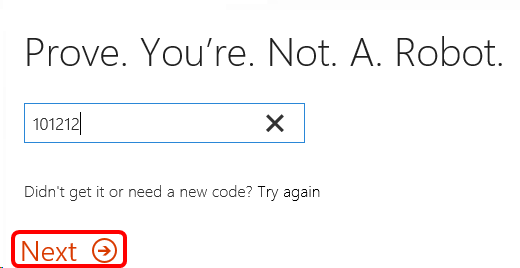 Prove. You're. Not. A. Robot.
101212
Didn't get it or need a new code? Try again
Next